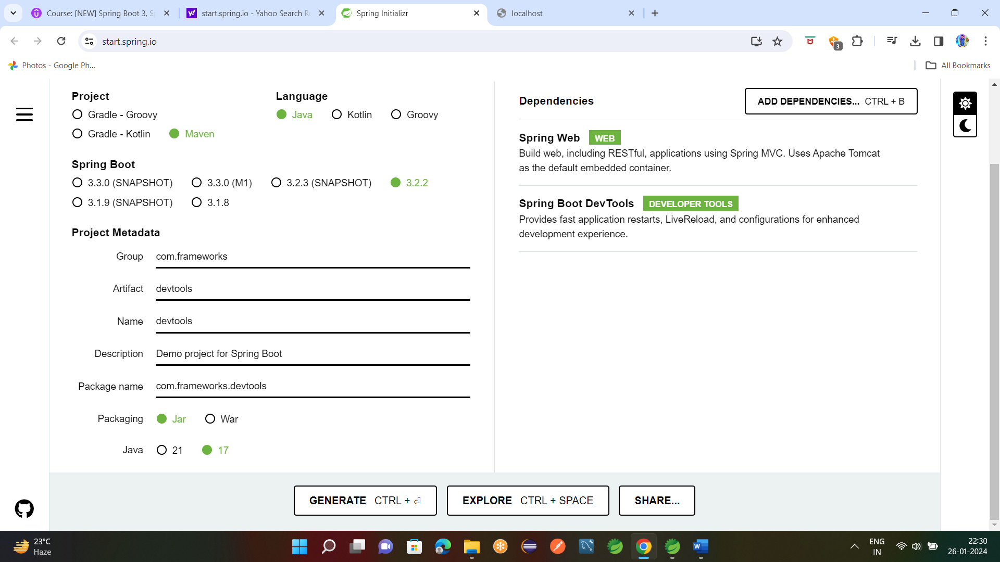 Course: [NEW] Spring Boot 3, Sp
start.spring.io - Yahoo Search Re
Spring Initializr
localhost
start.spring.io
3
Photos - Google Ph...
All Bookmarks
Project
Language
Gradle - Groovy
Java
Kotlin
Groovy
Gradle - Kotlin
Maven
Spring Boot
3.3.0 (SNAPSHOT)
3.3.0 (M1)
3.2.3 (SNAPSHOT)
3.2.2
3.1.9 (SNAPSHOT)
3.1.8
Project Metadata
Group com.frameworks
Artifact devtools
Name devtools
Description Demo project for Spring Boot
Package name com.frameworks.devtools
Packaging Jar War
Java 21 17
Dependencies
ADD DEPENDENCIES... CTRL + B
Spring Web WEB
Build web, including RESTful, applications using Spring MVC. Uses Apache Tomcat
as the default embedded container.
Spring Boot DevTools DEVELOPER TOOLS
Provides fast application restarts, LiveReload, and configurations for enhanced
development experience.
GENERATE CTRL + ⏎
EXPLORE CTRL + SPACE
SHARE...
23°C
Haze
ENG
IN
22:30
26-01-2024